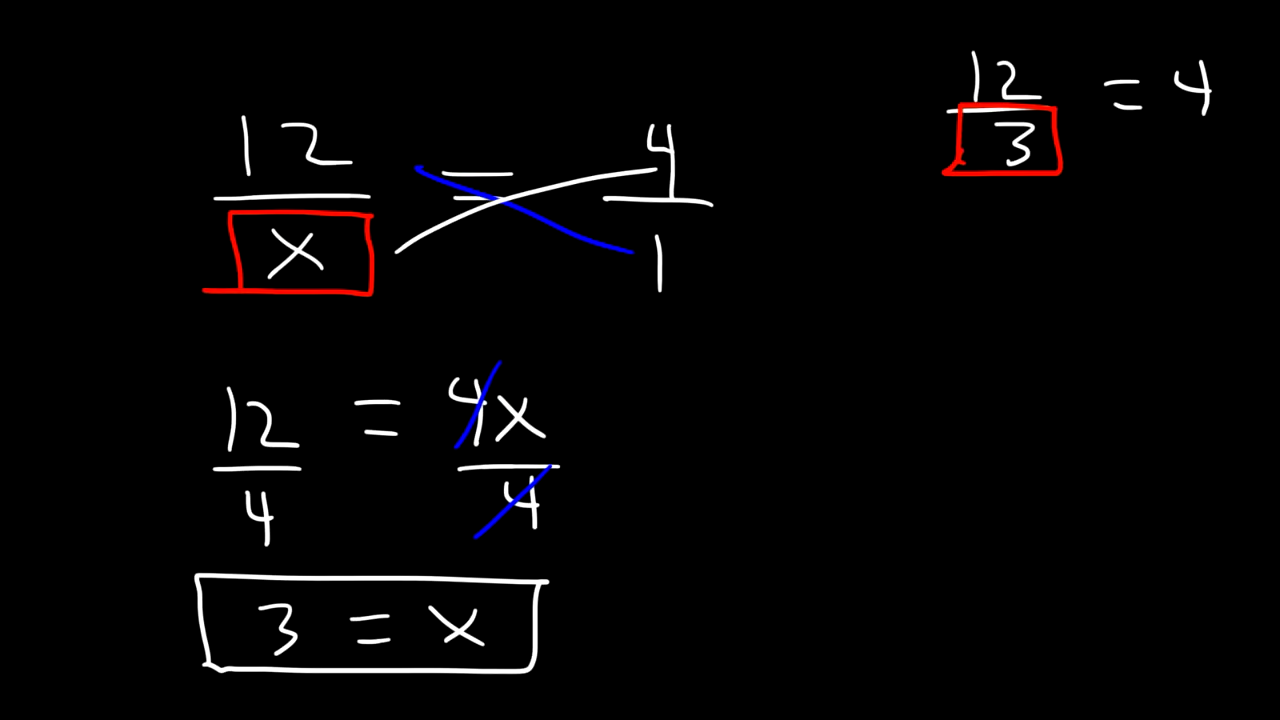 12/x = 4/1
12/4 = 4x/4
3 = x
12/3 = 4